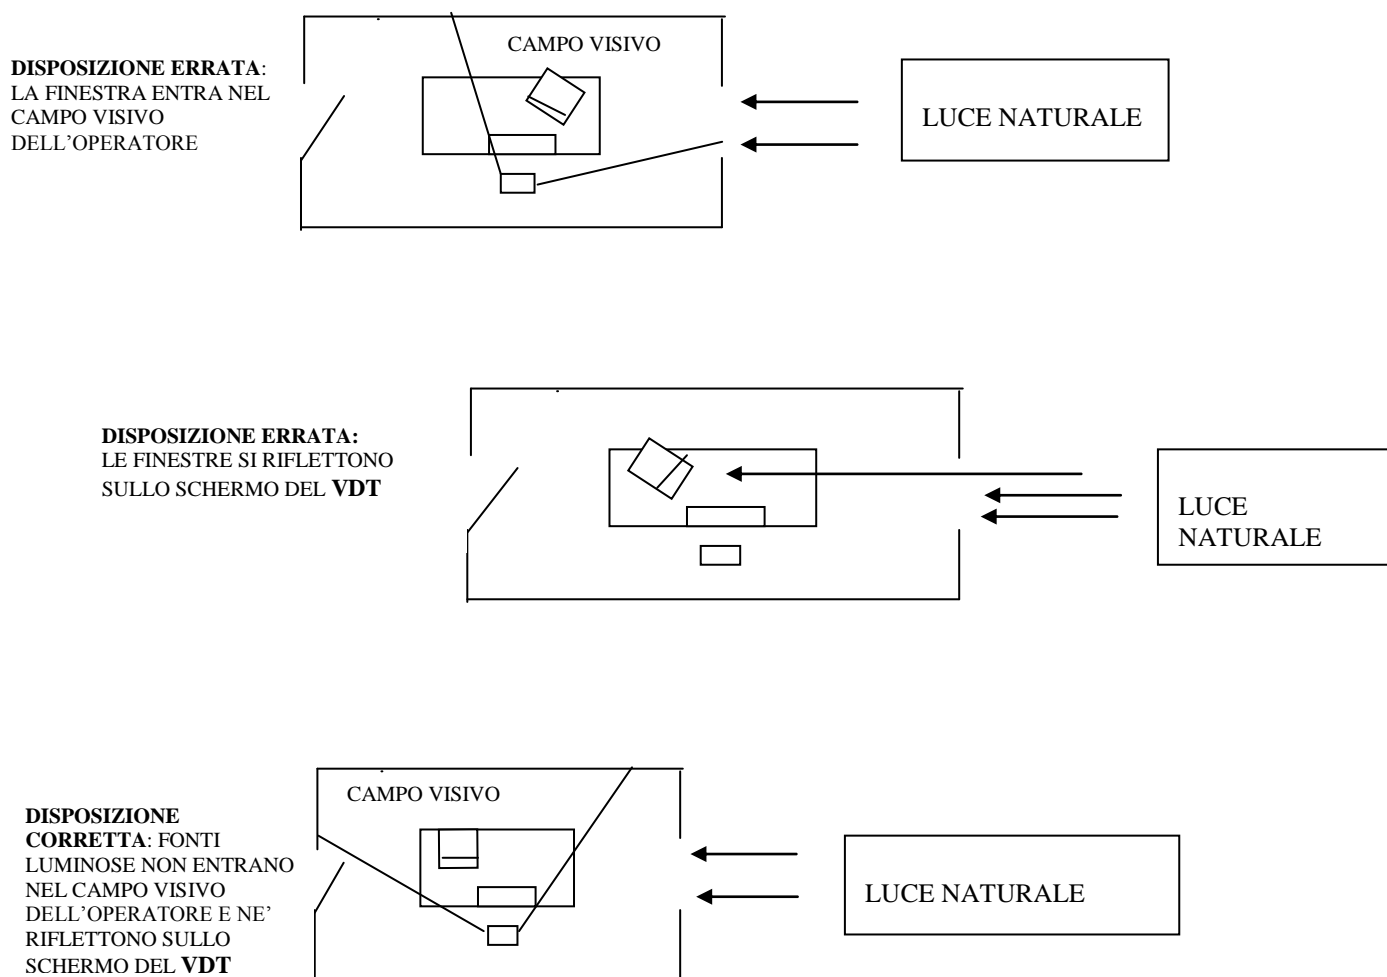 CAMPO VISIVO
DISPOSIZIONE ERRATA:
LA FINESTRA ENTRA NEL
CAMPO VISIVO
DELL'OPERATORE
LUCE NATURALE
DISPOSIZIONE ERRATA:
LE FINESTRE SI RIFLETTONO
SULLO SCHERMO DEL VDT
LUCE
NATURALE
CAMPO VISIVO
DISPOSIZIONE
CORRETTA: FONTI
LUMINOSE NON ENTRANO
NEL CAMPO VISIVO
DELL'OPERATORE E NE'
RIFLETTONO SULLO
SCHERMO DEL VDT
LUCE NATURALE